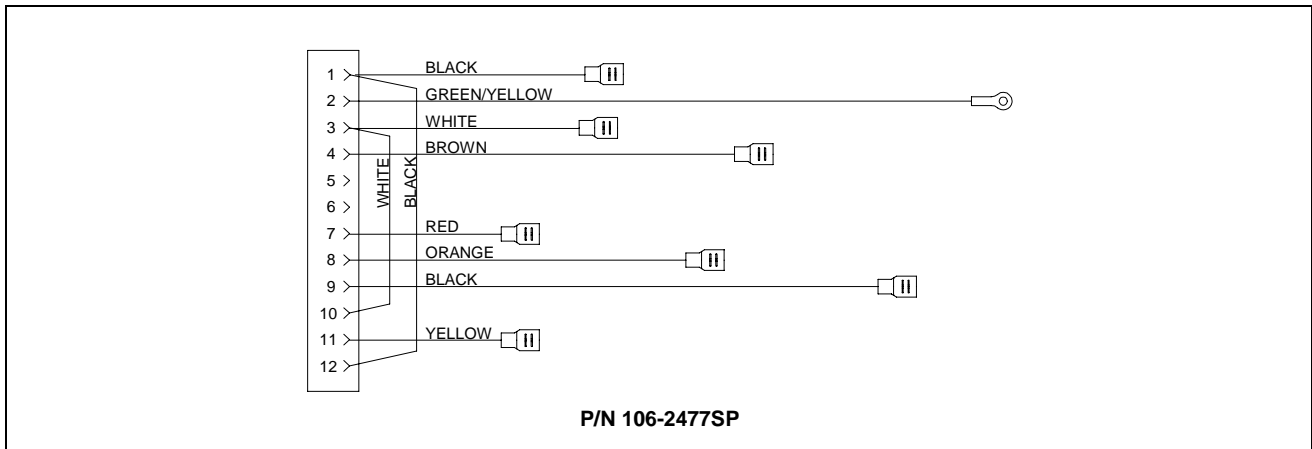 1 BLACK
2 GREEN/YELLOW
3 WHITE
4 BROWN
WHITE
BLACK
5
6
7 RED
8 ORANGE
9 BLACK
10
11 YELLOW
12
P/N 106-2477SP